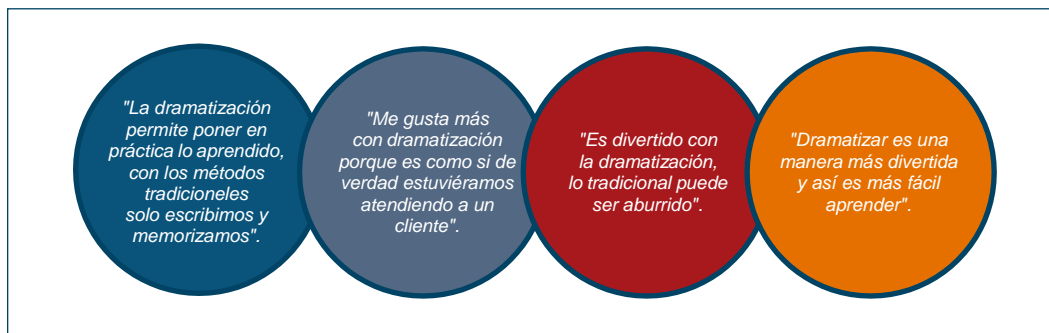 "La dramatización
permite poner en
práctica lo aprendido,
con los métodos
tradicioneles
solo escribimos y
memorizamos".
"Me gusta más
con dramatización
porque es como si de
verdad estuviéramos
atendiendo a un
cliente".
"Es divertido con
la dramatización,
lo tradicional puede
ser aburrido".
"Dramatizar es una
manera más divertida
y así es más fácil
aprender".